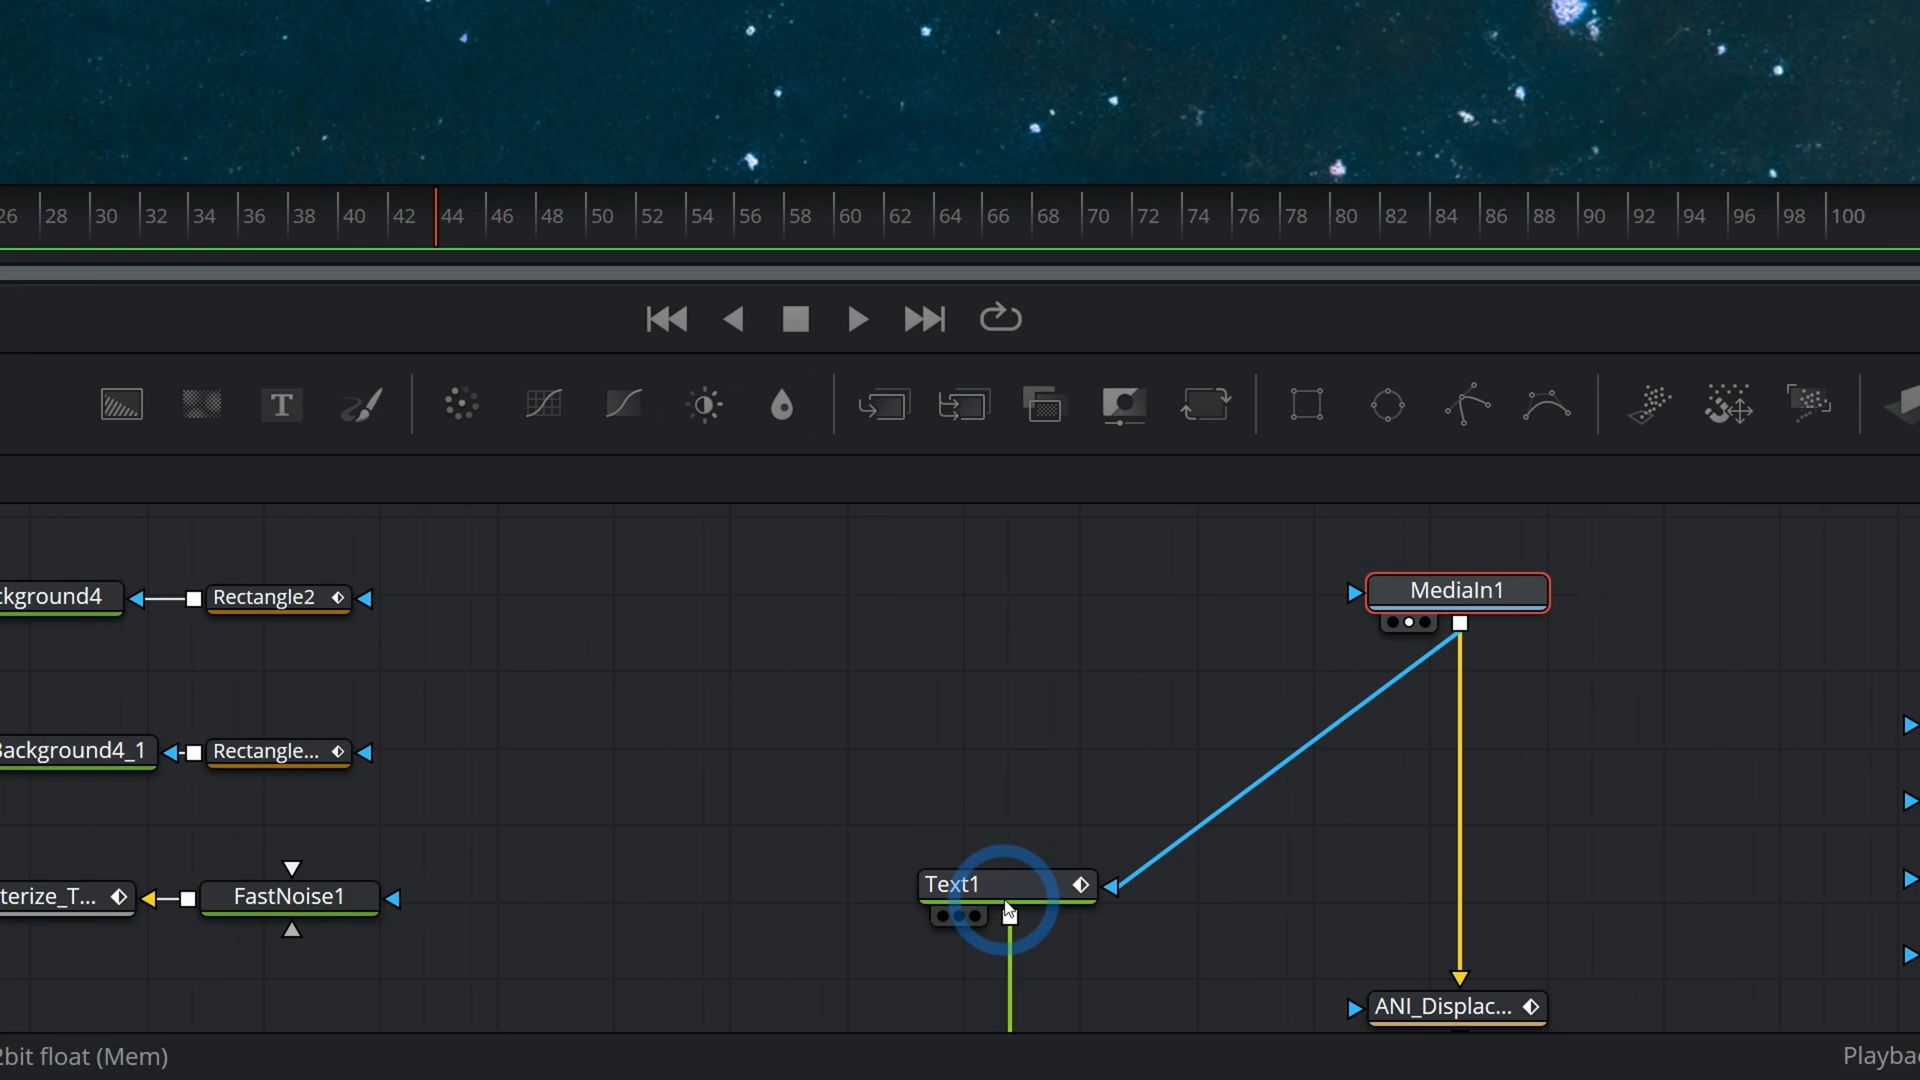 26 28 30 32 34 36 38 40 42 44 46 48 50 52 54 56 58 60 62 64 66 68 70 72 74 76 78 80 82 84 86 88 90 92 94 96 98 100
T
MediaIn1
kground4
Rectangle2
Background4_1
Rectangle...
Text1
terize_T...
FastNoise1
ANI_Displac...
2bit float (Mem)
Playba